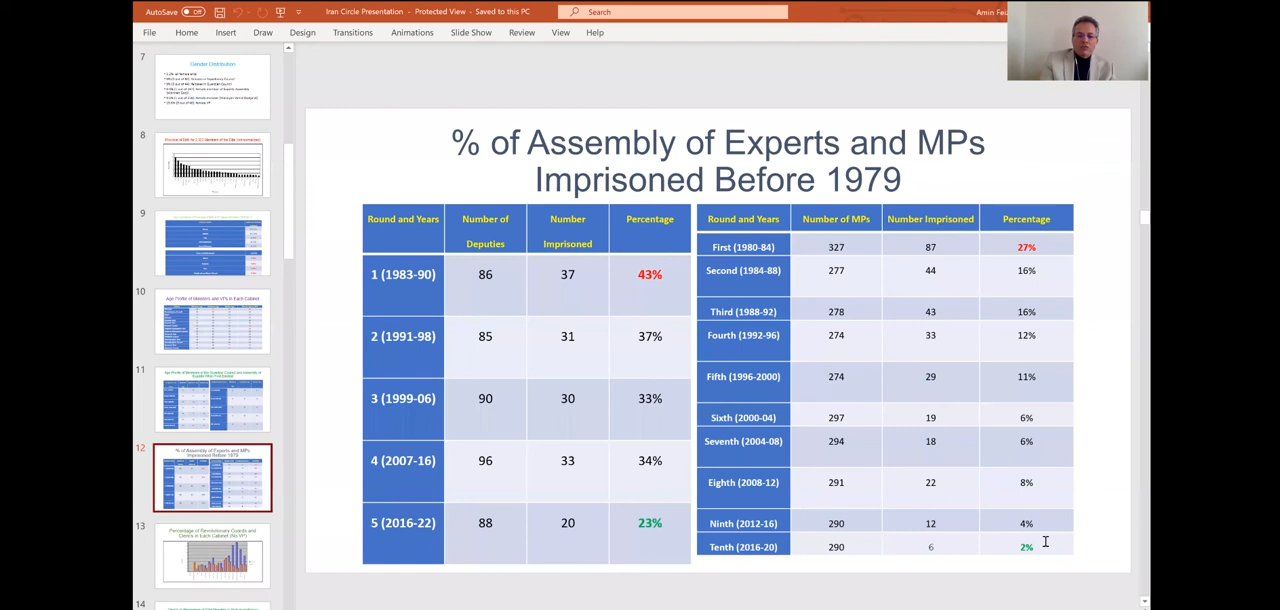 AutoSave Off Iran Circle Presentation - Protected View - Saved to this PC Search Amin Fei
File Home Insert Draw Design Transitions Animations Slide Show Review View Help
7
Gender Distribution
8
9
10
Age Profile of Ministers and VPs in Each Cabinet
11
12
% of Assembly of Experts and MPs
Imprisoned Before 1979
13
Percentage of Revolutionary Guards and
Clerics in Each Cabinet (No VP)
14
% of Assembly of Experts and MPs
Imprisoned Before 1979
Round and Years Number of Deputies Number Imprisoned Percentage
1 (1983-90) 86 37 43%
2 (1991-98) 85 31 37%
3 (1999-06) 90 30 33%
4 (2007-16) 96 33 34%
5 (2016-22) 88 20 23%
Round and Years Number of MPs Number Imprisoned Percentage
First (1980-84) 327 87 27%
Second (1984-88) 277 44 16%
Third (1988-92) 278 43 16%
Fourth (1992-96) 274 33 12%
Fifth (1996-2000) 274 29 11%
Sixth (2000-04) 297 19 6%
Seventh (2004-08) 294 18 6%
Eighth (2008-12) 291 22 8%
Ninth (2012-16) 290 12 4%
Tenth (2016-20) 290 6 2%